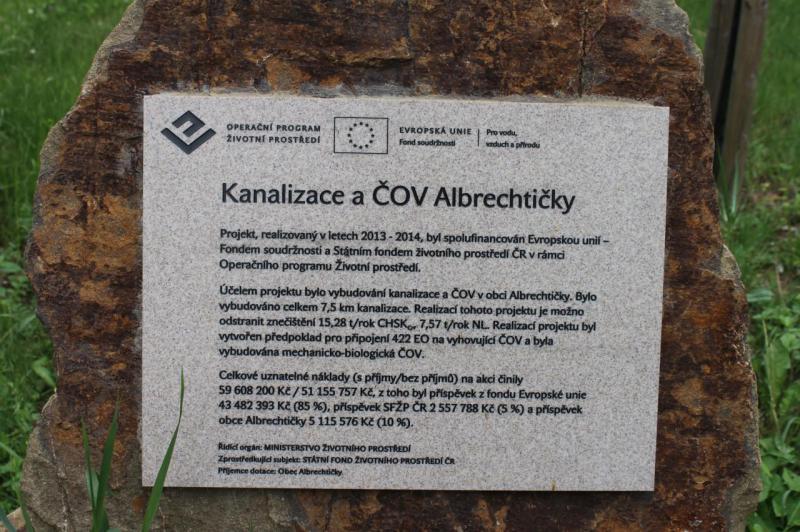 OPERAČNÍ PROGRAM
ŽIVOTNÍ PROSTŘEDÍ
EVROPSKÁ UNIE
Fond soudržnosti
Pro vodu,
vzduch a přírodu
Kanalizace a ČOV Albrechtičky
Projekt, realizovaný v letech 2013 - 2014, byl spolufinancován Evropskou unií –
Fondem soudržnosti a Státním fondem životního prostředí ČR v rámci
Operačního programu Životní prostředí.
Účelem projektu bylo vybudování kanalizace a ČOV v obci Albrechtičky. Bylo
vybudováno celkem 7,5 km kanalizace. Realizací tohoto projektu je možno
odstranit znečištění 15,28 t/rok CHSKCr, 7,57 t/rok NL. Realizací projektu byl
vytvořen předpoklad pro připojení 422 EO na vyhovující ČOV a byla
vybudována mechanicko-biologická ČOV.
Celkové uznatelné náklady (s příjmy/bez příjmů) na akci činily
59 608 200 Kč / 51 155 757 Kč, z toho byl příspěvek z fondu Evropské unie
43 482 393 Kč (85 %), příspěvek SFŽP ČR 2 557 788 Kč (5 %) a příspěvek
obce Albrechtičky 5 115 576 Kč (10 %).
Řídící orgán: MINISTERSTVO ŽIVOTNÍHO PROSTŘEDÍ
Zprostředkující subjekt: STÁTNÍ FOND ŽIVOTNÍHO PROSTŘEDÍ ČR
Příjemce dotace: Obec Albrechtičky